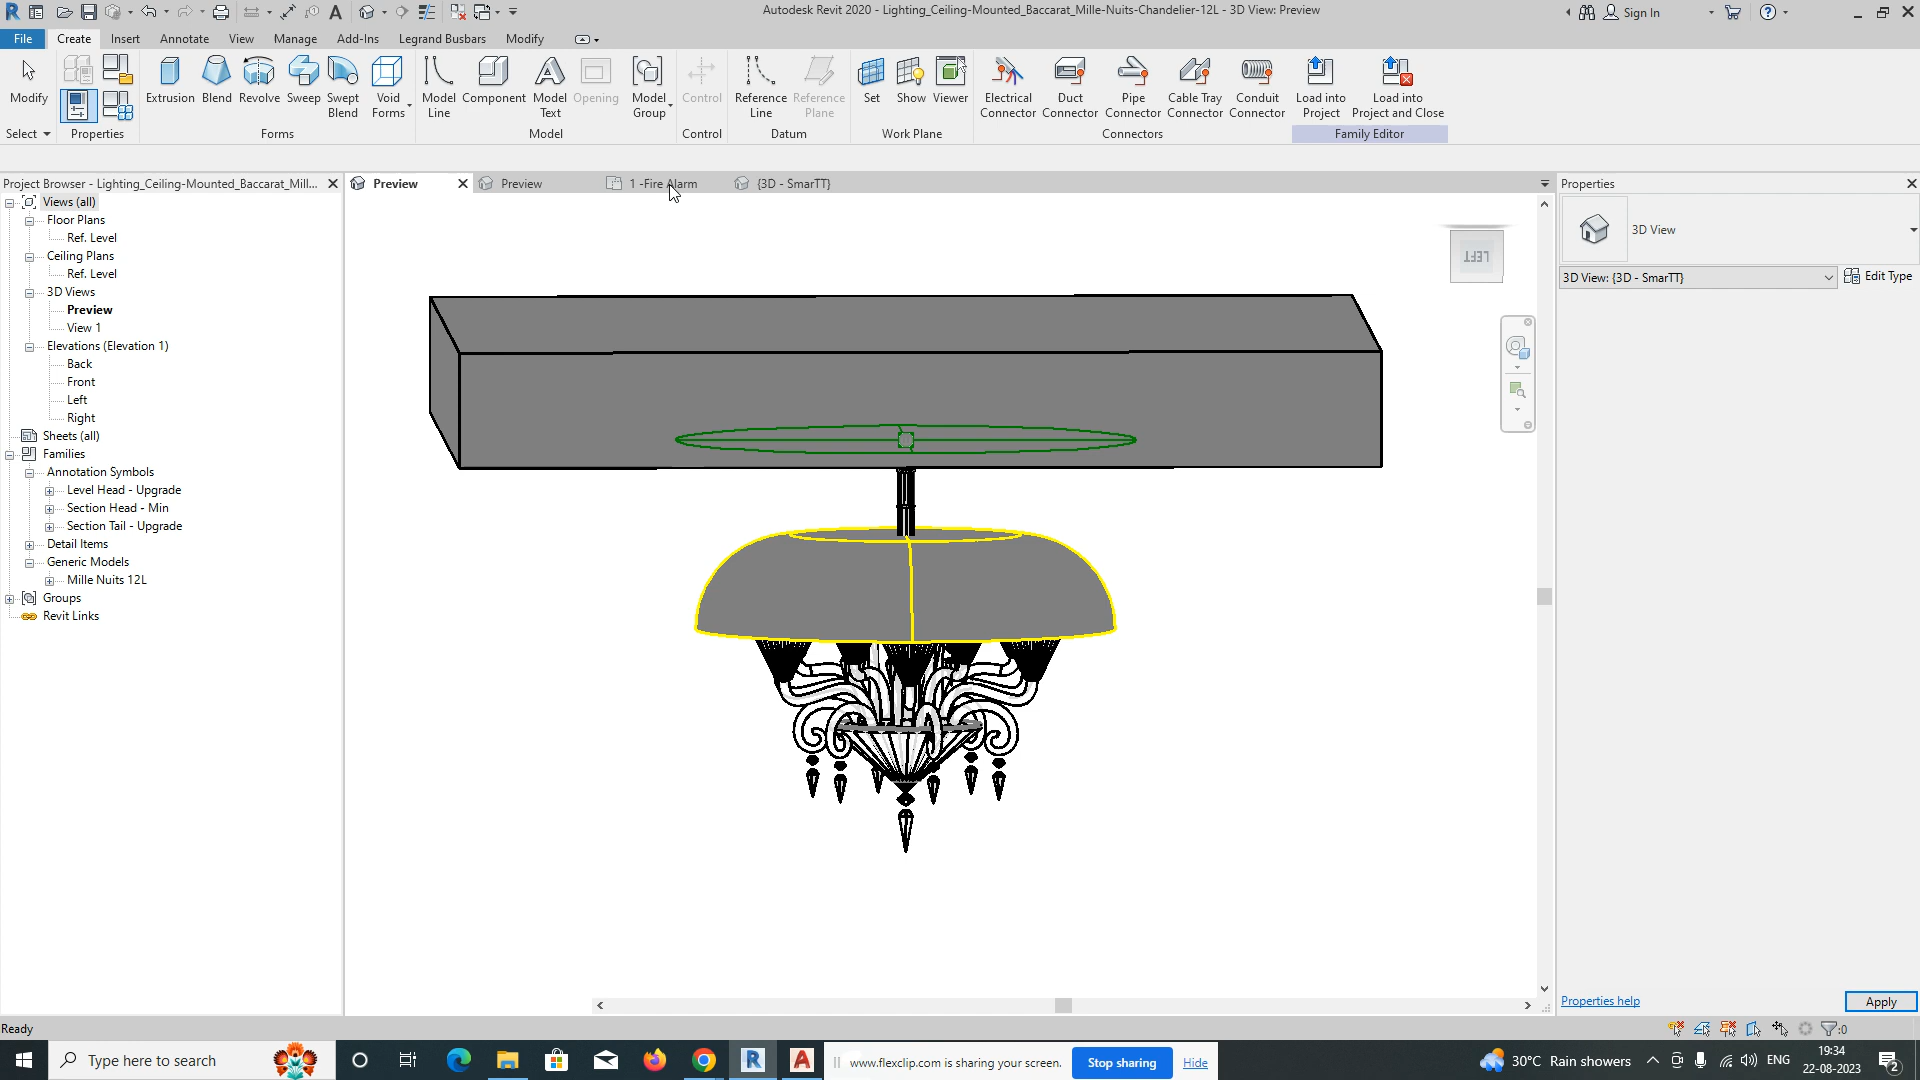 Autodesk Revit 2020 - Lighting_Ceiling-Mounted_Baccarat_Mille-Nuits-Chandelier-12L - 3D View: Preview
Sign In
File Create Insert Annotate View Manage Add-Ins Legrand Busbars Modify
Modify
Extrusion Blend Revolve Sweep Swept Blend Void Forms
Model Line Component Model Text Opening Model Group
Control
Reference Line Reference Plane
Set Show Viewer
Electrical Connector Duct Connector Pipe Connector Cable Tray Connector Conduit Connector
Load into Project Load into Project and Close
Select Properties Forms Model Control Datum Work Plane Connectors Family Editor
Project Browser - Lighting_Ceiling-Mounted_Baccarat_Mill...
Preview
Preview
1 -Fire Alarm
{3D - SmarTT}
Properties
Views (all)
Floor Plans
Ref. Level
Ceiling Plans
Ref. Level
3D Views
Preview
View 1
Elevations (Elevation 1)
Back
Front
Left
Right
Sheets (all)
Families
Annotation Symbols
Level Head - Upgrade
Section Head - Min
Section Tail - Upgrade
Detail Items
Generic Models
Mille Nuits 12L
Groups
Revit Links
LEFT
3D View
3D View: {3D - SmarTT}
Edit Type
Properties help
Apply
Ready
:0
Type here to search
www.flexclip.com is sharing your screen.
Stop sharing
Hide
30°C Rain showers
ENG
19:34
22-08-2023
2